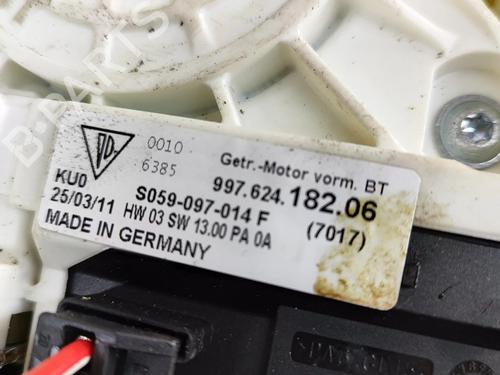 0010
6385
Getr.-Motor vorm. BT
997.624.182.06
KU0
25/03/11
S059-097-014 F
(7017)
HW 03 SW 13.00 PA 0A
MADE IN GERMANY
B-PARTS